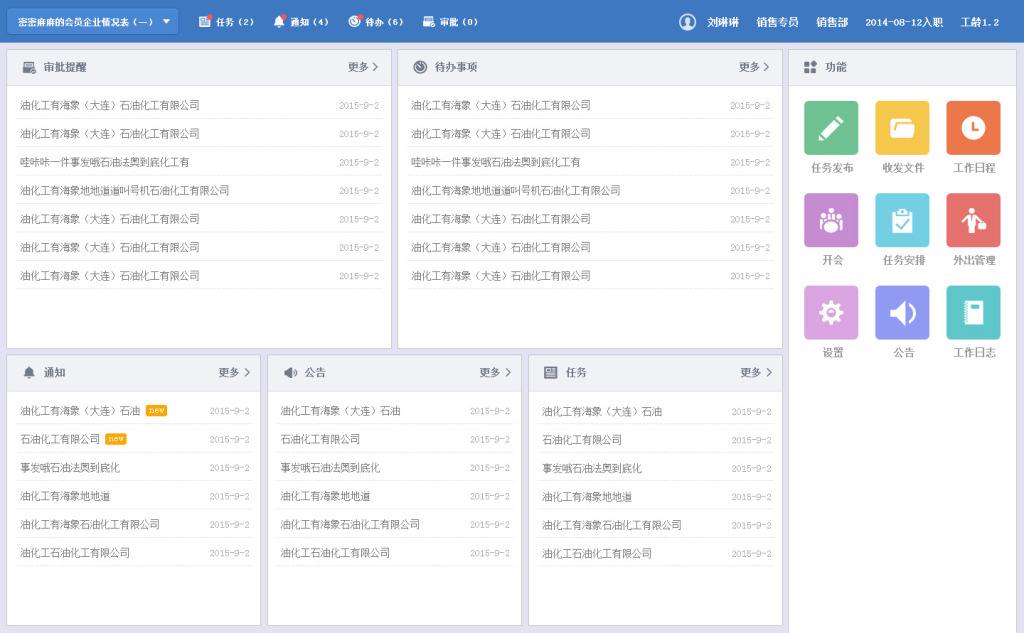 密密麻麻的会员企业情况表（一） 任务（2） 通知（4） 待办（6） 审批（0） 刘琳琳 销售专员 销售部 2014-08-12入职 工龄1.2
审批提醒 更多
油化工有海象（大连）石油化工有限公司 2015-9-2
油化工有海象（大连）石油化工有限公司 2015-9-2
哇咔咔一件事发哦石油法奥到底化工有 2015-9-2
油化工有海象地地道道叫号机石油化工有限公司 2015-9-2
油化工有海象（大连）石油化工有限公司 2015-9-2
油化工有海象（大连）石油化工有限公司 2015-9-2
油化工有海象（大连）石油化工有限公司 2015-9-2
待办事项 更多
油化工有海象（大连）石油化工有限公司 2015-9-2
油化工有海象（大连）石油化工有限公司 2015-9-2
哇咔咔一件事发哦石油法奥到底化工有 2015-9-2
油化工有海象地地道道叫号机石油化工有限公司 2015-9-2
油化工有海象（大连）石油化工有限公司 2015-9-2
油化工有海象（大连）石油化工有限公司 2015-9-2
油化工有海象（大连）石油化工有限公司 2015-9-2
功能
任务发布 收发文件 工作日程
开会 任务安排 外出管理
设置 公告 工作日志
通知 更多
油化工有海象（大连）石油 new 2015-9-2
石油化工有限公司 new 2015-9-2
事发哦石油法奥到底化 2015-9-2
油化工有海象地地道 2015-9-2
油化工有海象石油化工有限公司 2015-9-2
油化工石油化工有限公司 2015-9-2
公告 更多
油化工有海象（大连）石油 2015-9-2
石油化工有限公司 2015-9-2
事发哦石油法奥到底化 2015-9-2
油化工有海象地地道 2015-9-2
油化工有海象石油化工有限公司 2015-9-2
油化工石油化工有限公司 2015-9-2
任务 更多
油化工有海象（大连）石油 2015-9-2
石油化工有限公司 2015-9-2
事发哦石油法奥到底化 2015-9-2
油化工有海象地地道 2015-9-2
油化工有海象石油化工有限公司 2015-9-2
油化工石油化工有限公司 2015-9-2